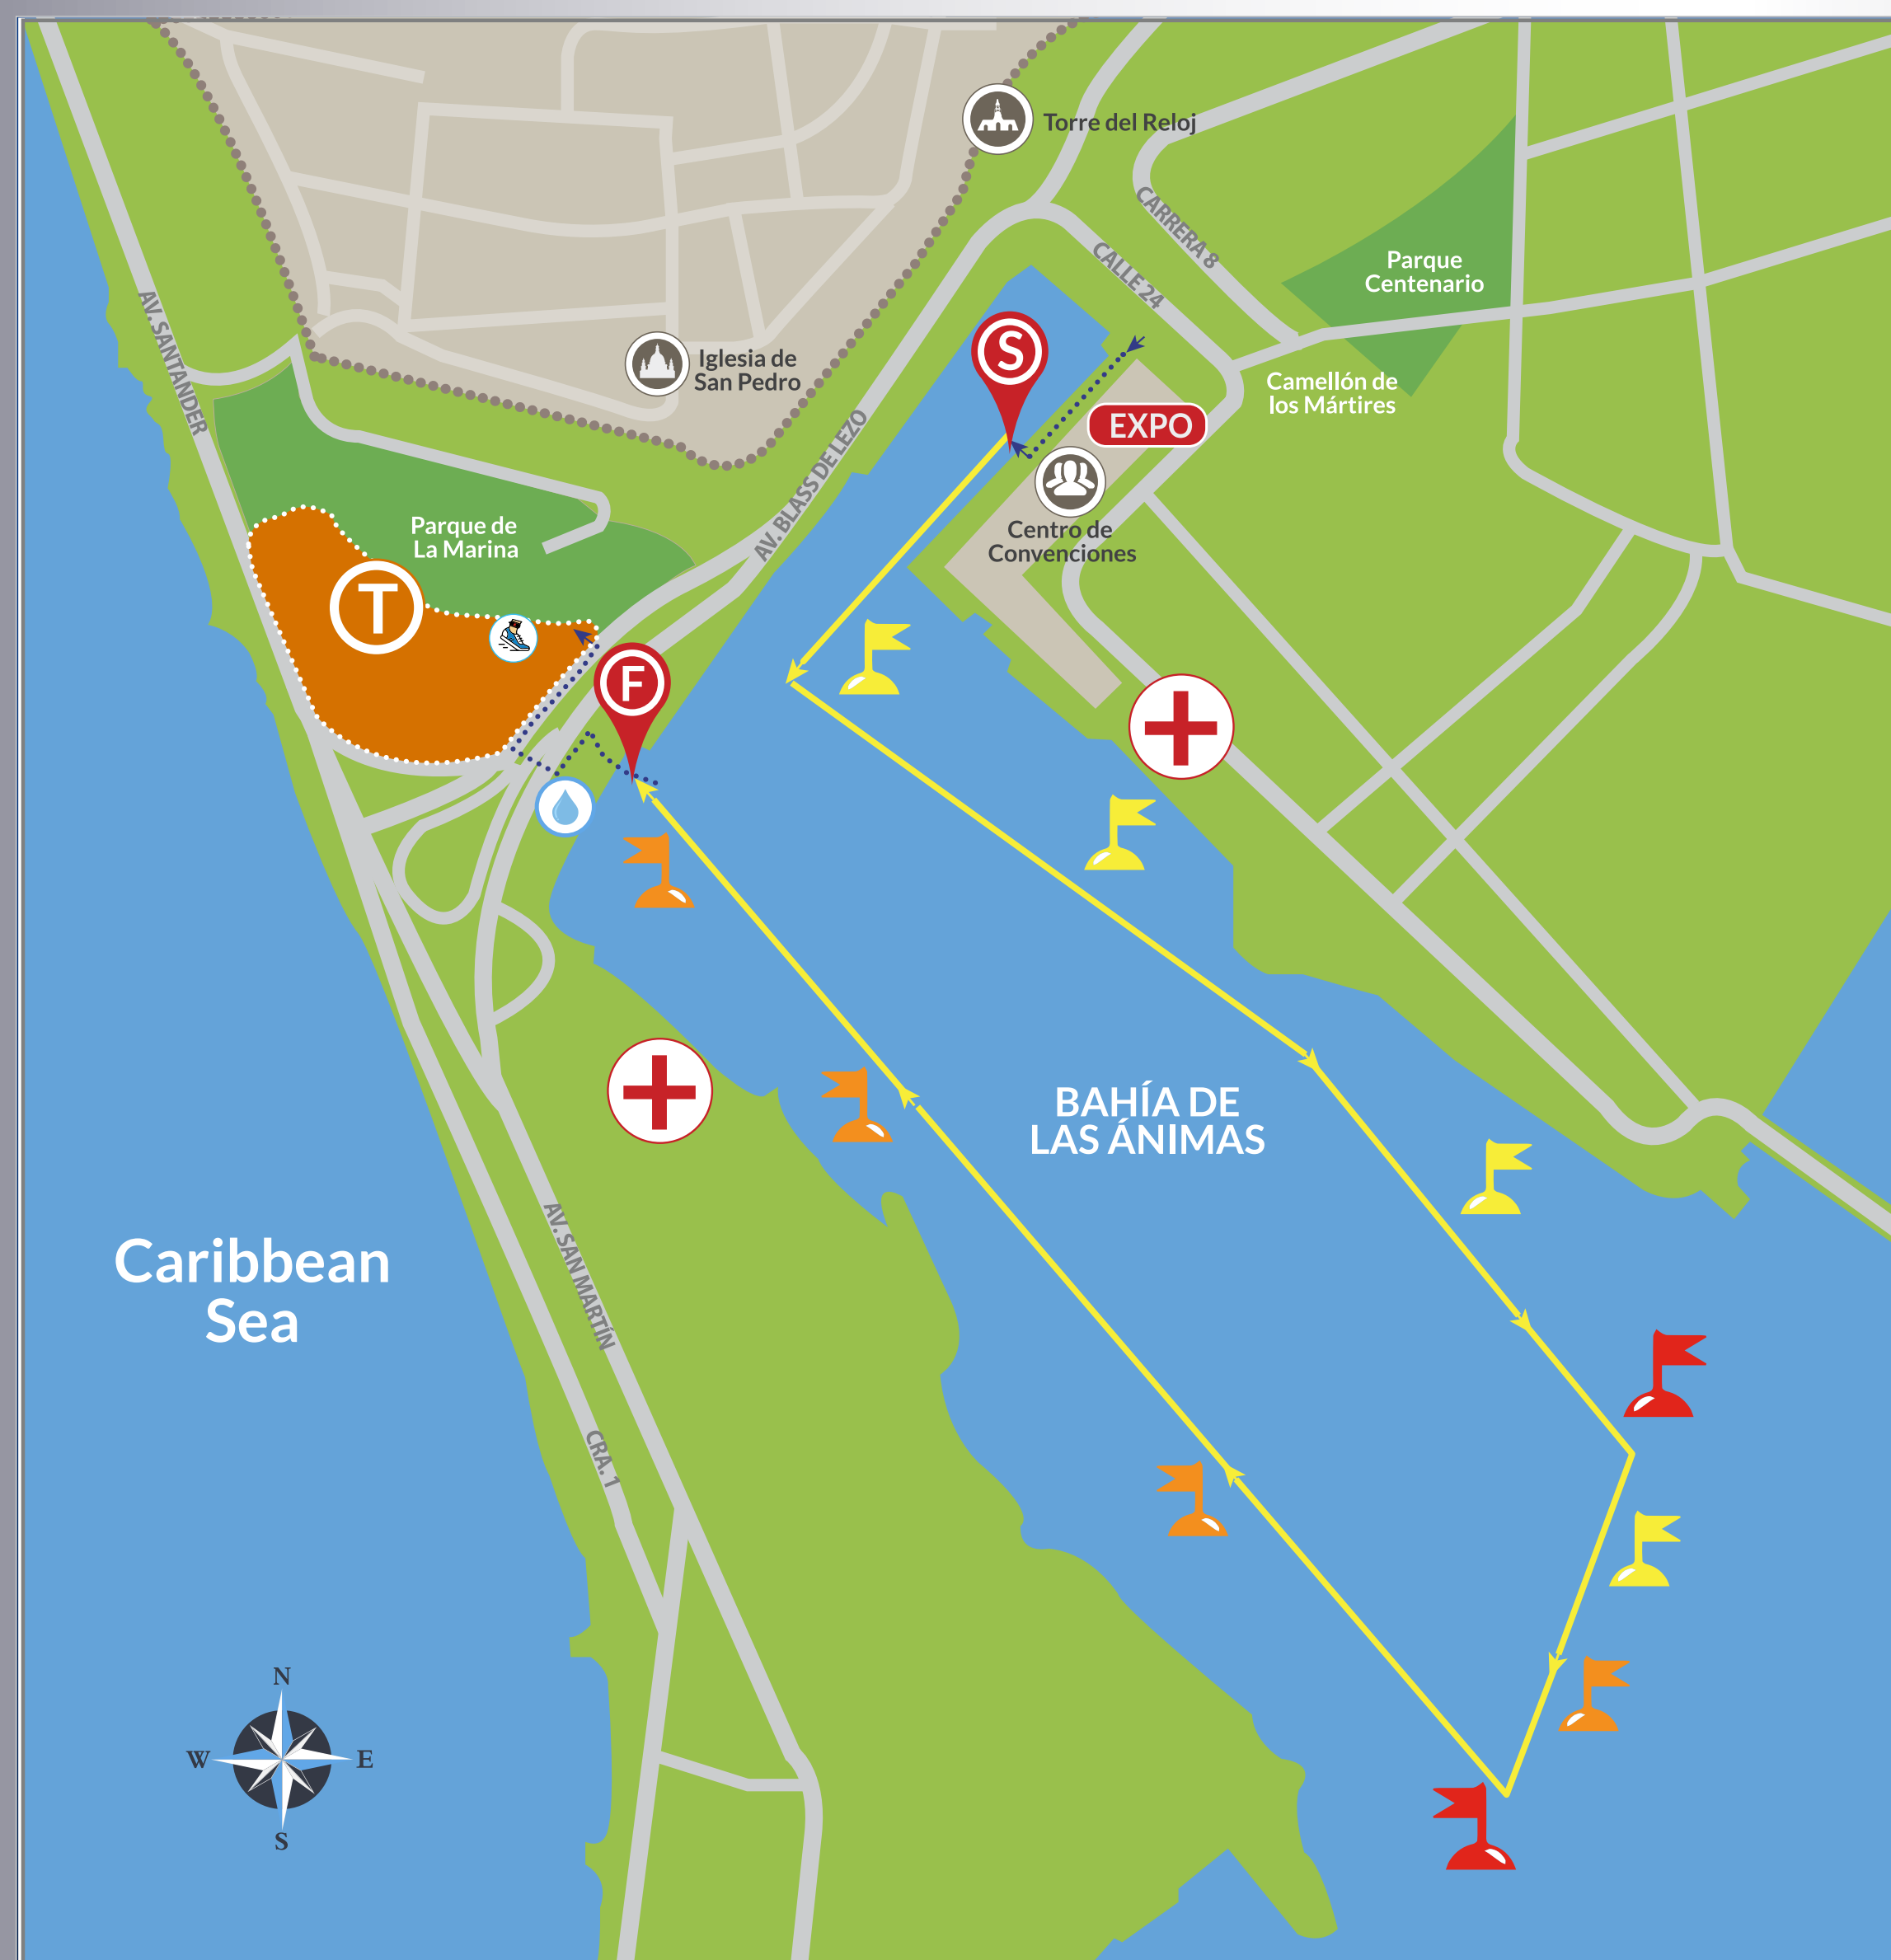 Torre del Reloj
CARRERA 8
CALLE 24
Parque
Centenario
AV. SANTANDER
S
Iglesia de
San Pedro
Camellón de
los Mártires
EXPO
AV. BLASS DE LEZO
Parque de
La Marina
Centro de
Convenciones
T
F
BAHÍA DE
LAS ÁNIMAS
Caribbean
Sea
AV. SAN MARTÍN
CRA. 1
N
W
E
S